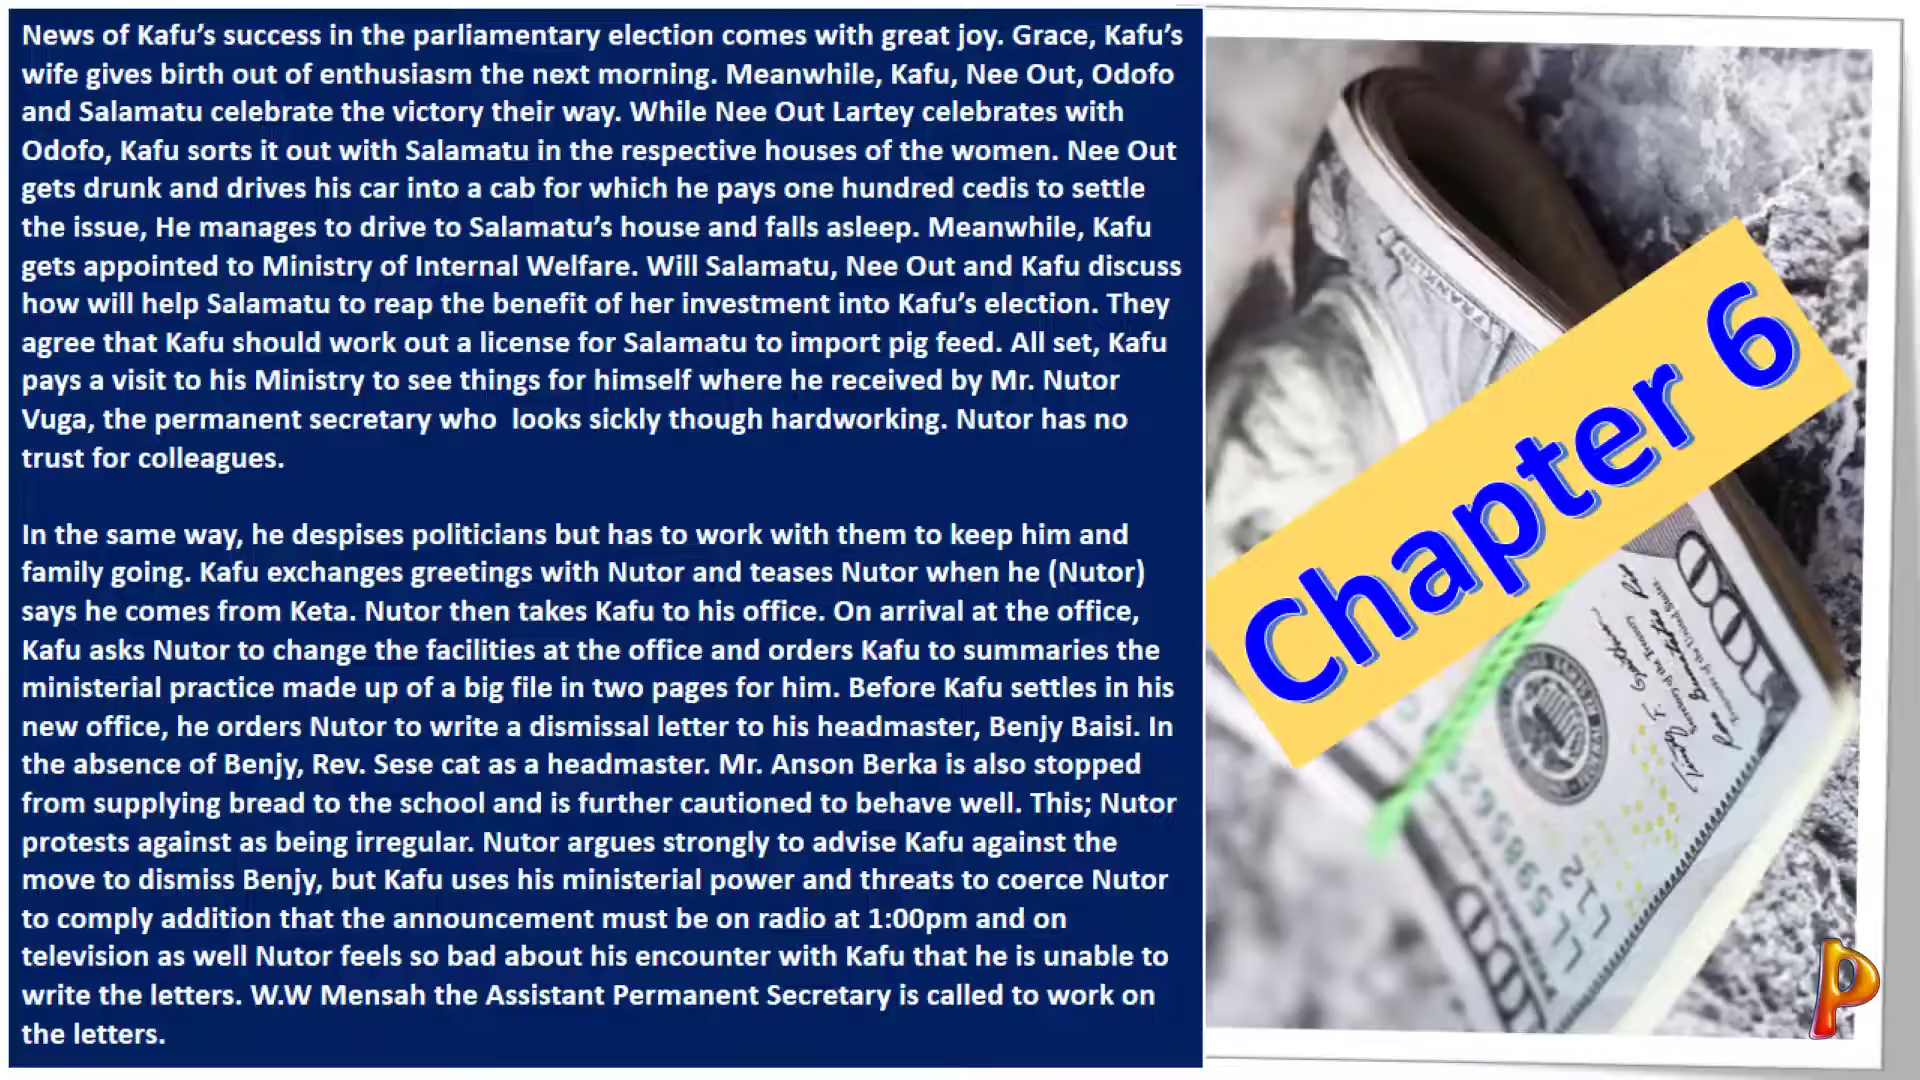 News of Kafu’s success in the parliamentary election comes with great joy. Grace, Kafu’s
wife gives birth out of enthusiasm the next morning. Meanwhile, Kafu, Nee Out, Odofo
and Salamatu celebrate the victory their way. While Nee Out Lartey celebrates with
Odofo, Kafu sorts it out with Salamatu in the respective houses of the women. Nee Out
gets drunk and drives his car into a cab for which he pays one hundred cedis to settle
the issue, He manages to drive to Salamatu’s house and falls asleep. Meanwhile, Kafu
gets appointed to Ministry of Internal Welfare. Will Salamatu, Nee Out and Kafu discuss
how will help Salamatu to reap the benefit of her investment into Kafu’s election. They
agree that Kafu should work out a license for Salamatu to import pig feed. All set, Kafu
pays a visit to his Ministry to see things for himself where he received by Mr. Nutor
Vuga, the permanent secretary who  looks sickly though hardworking. Nutor has no
trust for colleagues.
In the same way, he despises politicians but has to work with them to keep him and
family going. Kafu exchanges greetings with Nutor and teases Nutor when he (Nutor)
says he comes from Keta. Nutor then takes Kafu to his office. On arrival at the office,
Kafu asks Nutor to change the facilities at the office and orders Kafu to summaries the
ministerial practice made up of a big file in two pages for him. Before Kafu settles in his
new office, he orders Nutor to write a dismissal letter to his headmaster, Benjy Baisi. In
the absence of Benjy, Rev. Sese cat as a headmaster. Mr. Anson Berka is also stopped
from supplying bread to the school and is further cautioned to behave well. This; Nutor
protests against as being irregular. Nutor argues strongly to advise Kafu against the
move to dismiss Benjy, but Kafu uses his ministerial power and threats to coerce Nutor
to comply addition that the announcement must be on radio at 1:00pm and on
television as well Nutor feels so bad about his encounter with Kafu that he is unable to
write the letters. W.W Mensah the Assistant Permanent Secretary is called to work on
the letters.
Chapter 6
FRANKLIN
100
100
P